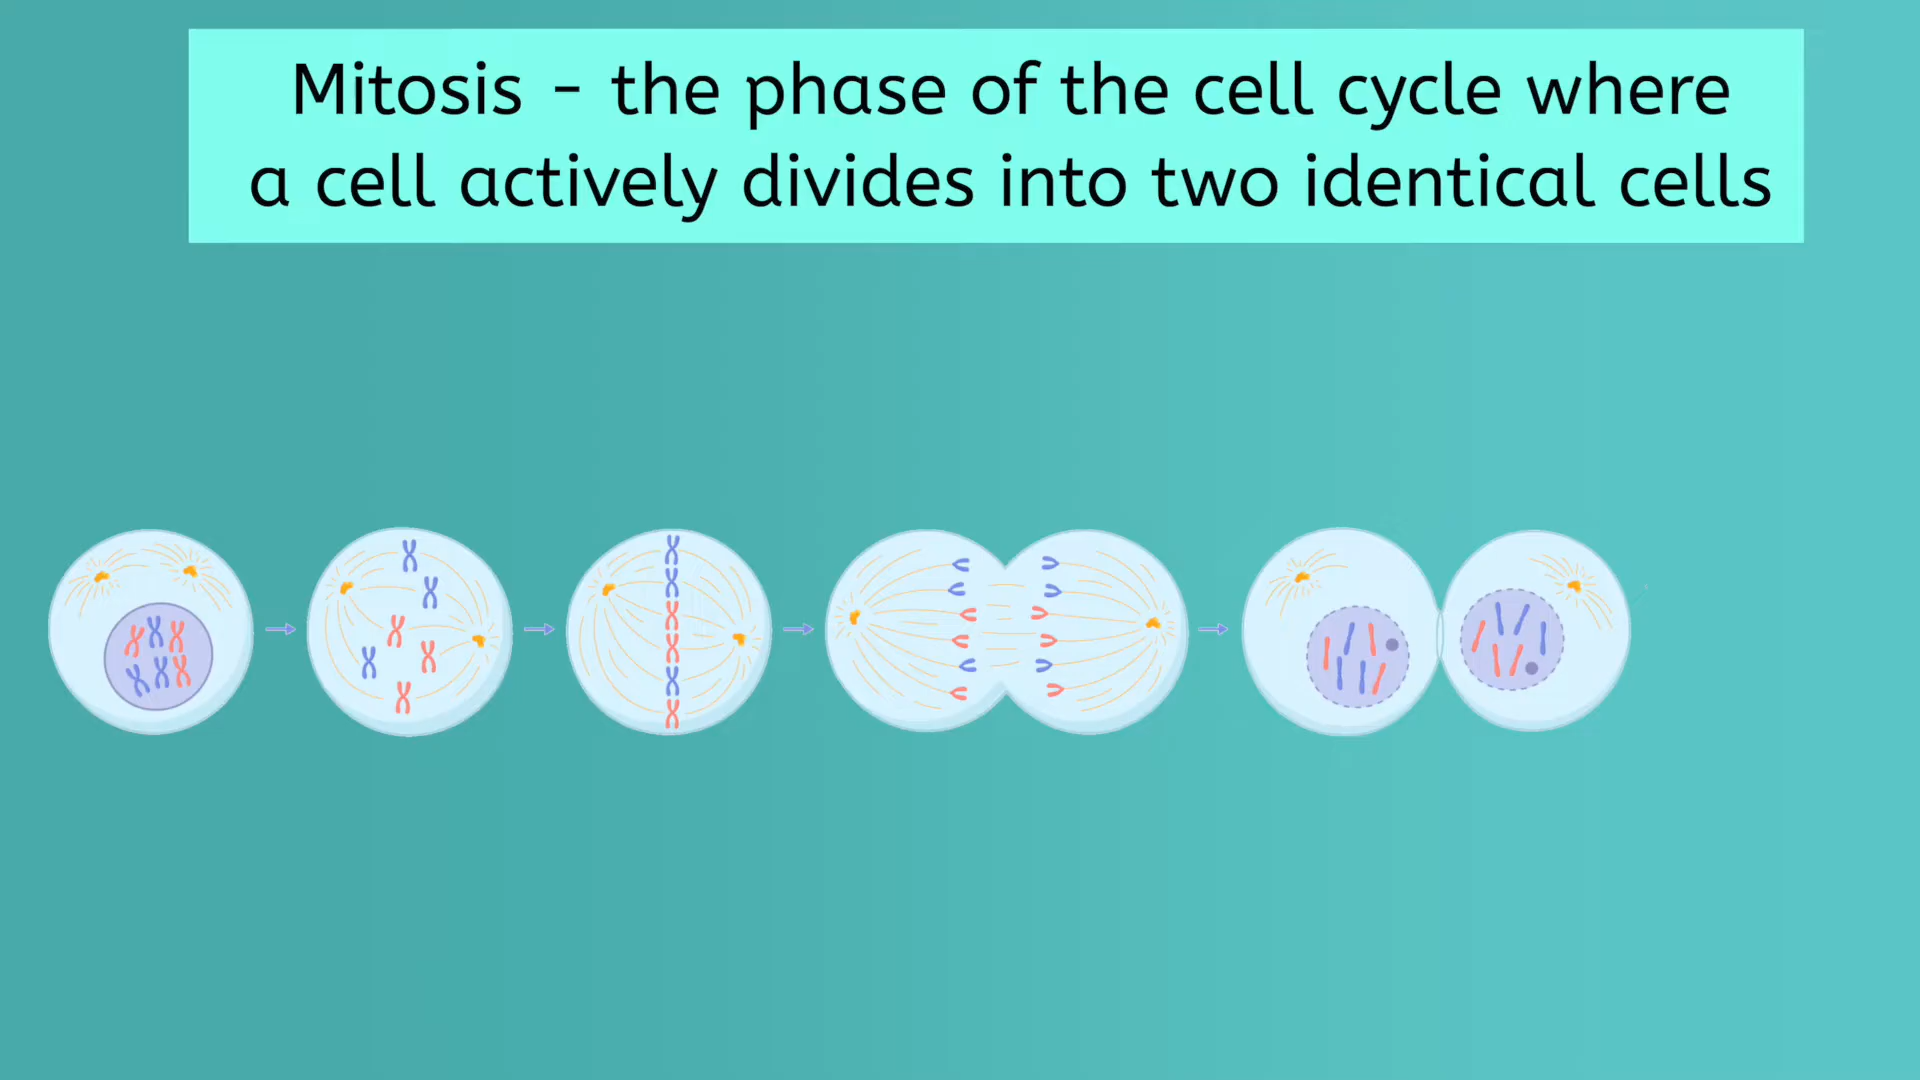 Mitosis - the phase of the cell cycle where
a cell actively divides into two identical cells